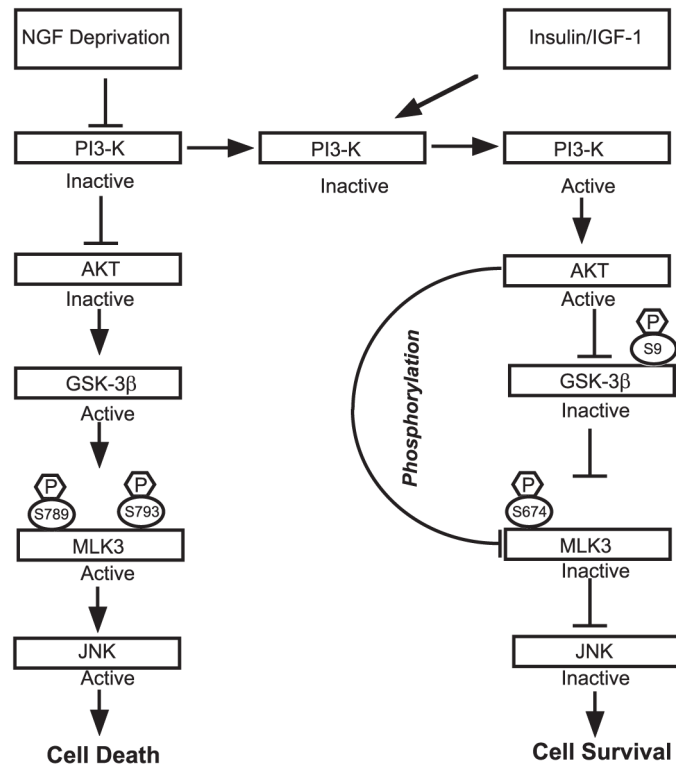 NGF Deprivation
Insulin/IGF-1
PI3-K
PI3-K
PI3-K
Inactive
Inactive
Active
AKT
AKT
Inactive
Active
Phosphorylation
P
S9
GSK-3β
GSK-3β
Active
Inactive
P
P
P
S789
S793
S674
MLK3
MLK3
Active
Inactive
JNK
JNK
Active
Inactive
Cell Death
Cell Survival